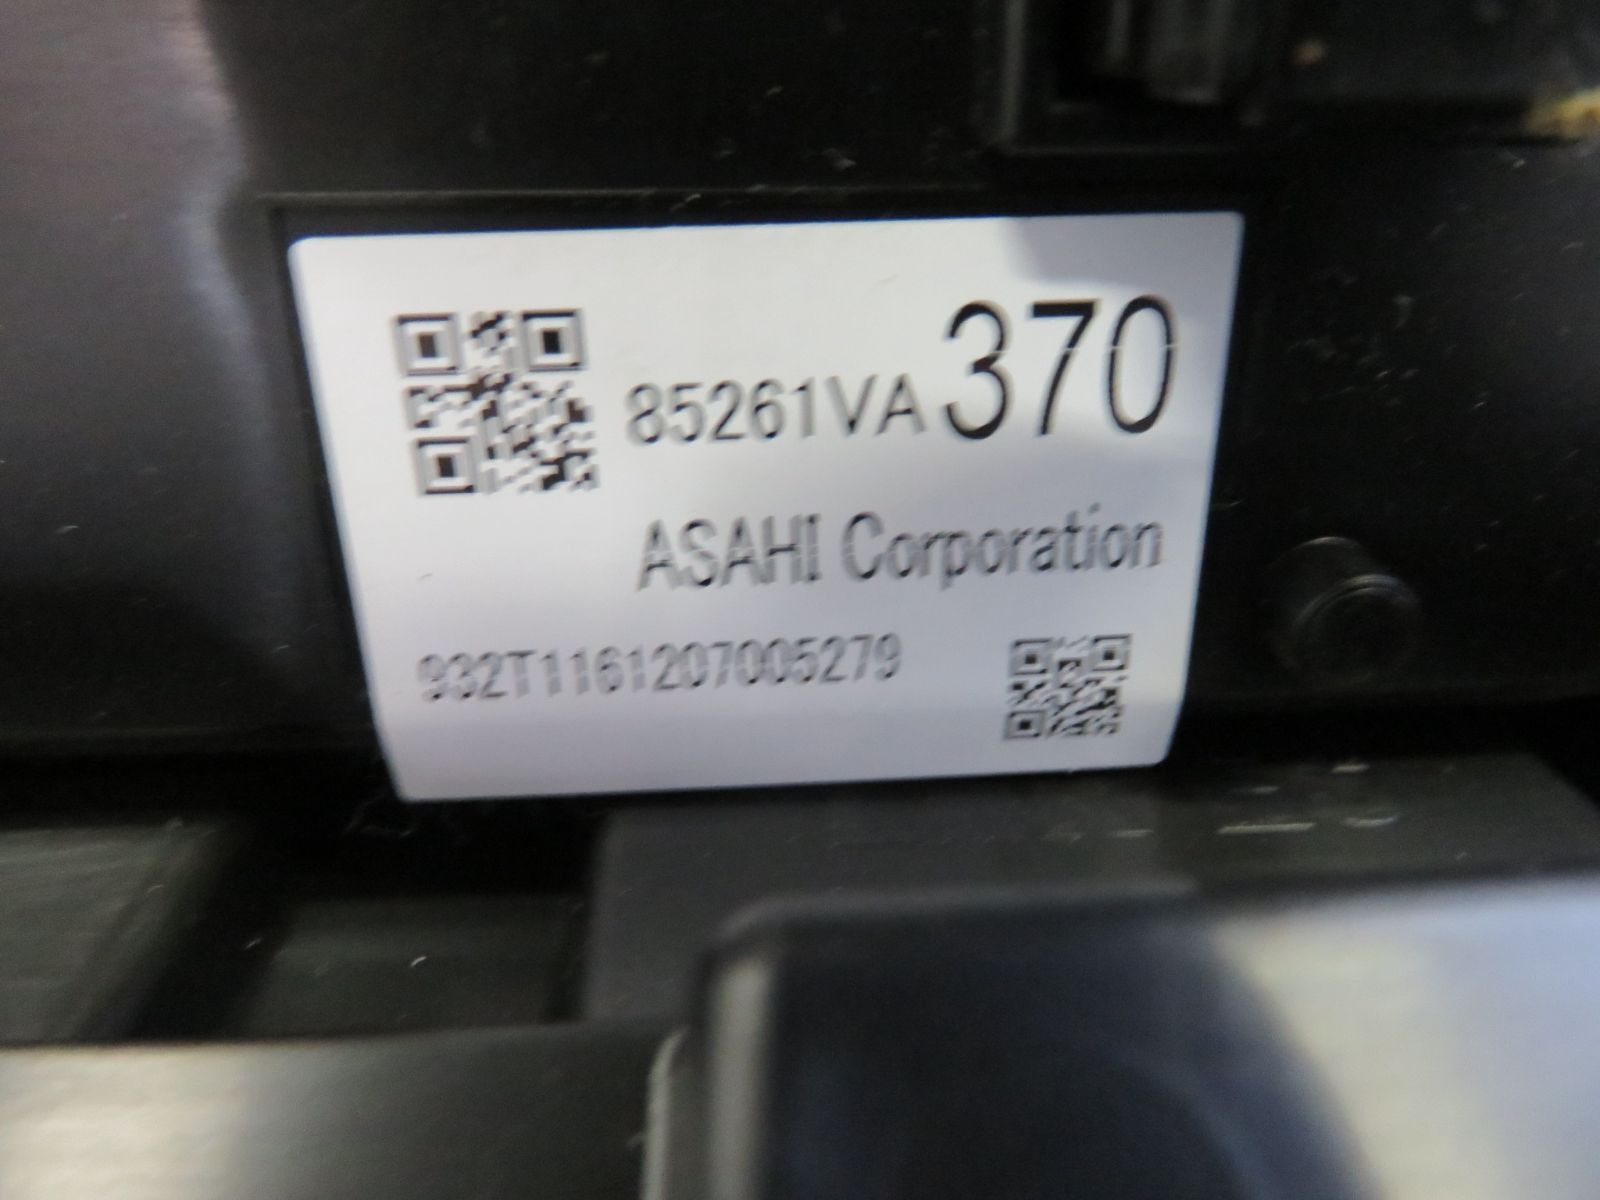 85261VA370
ASAHI Corporation
932T1161207005279